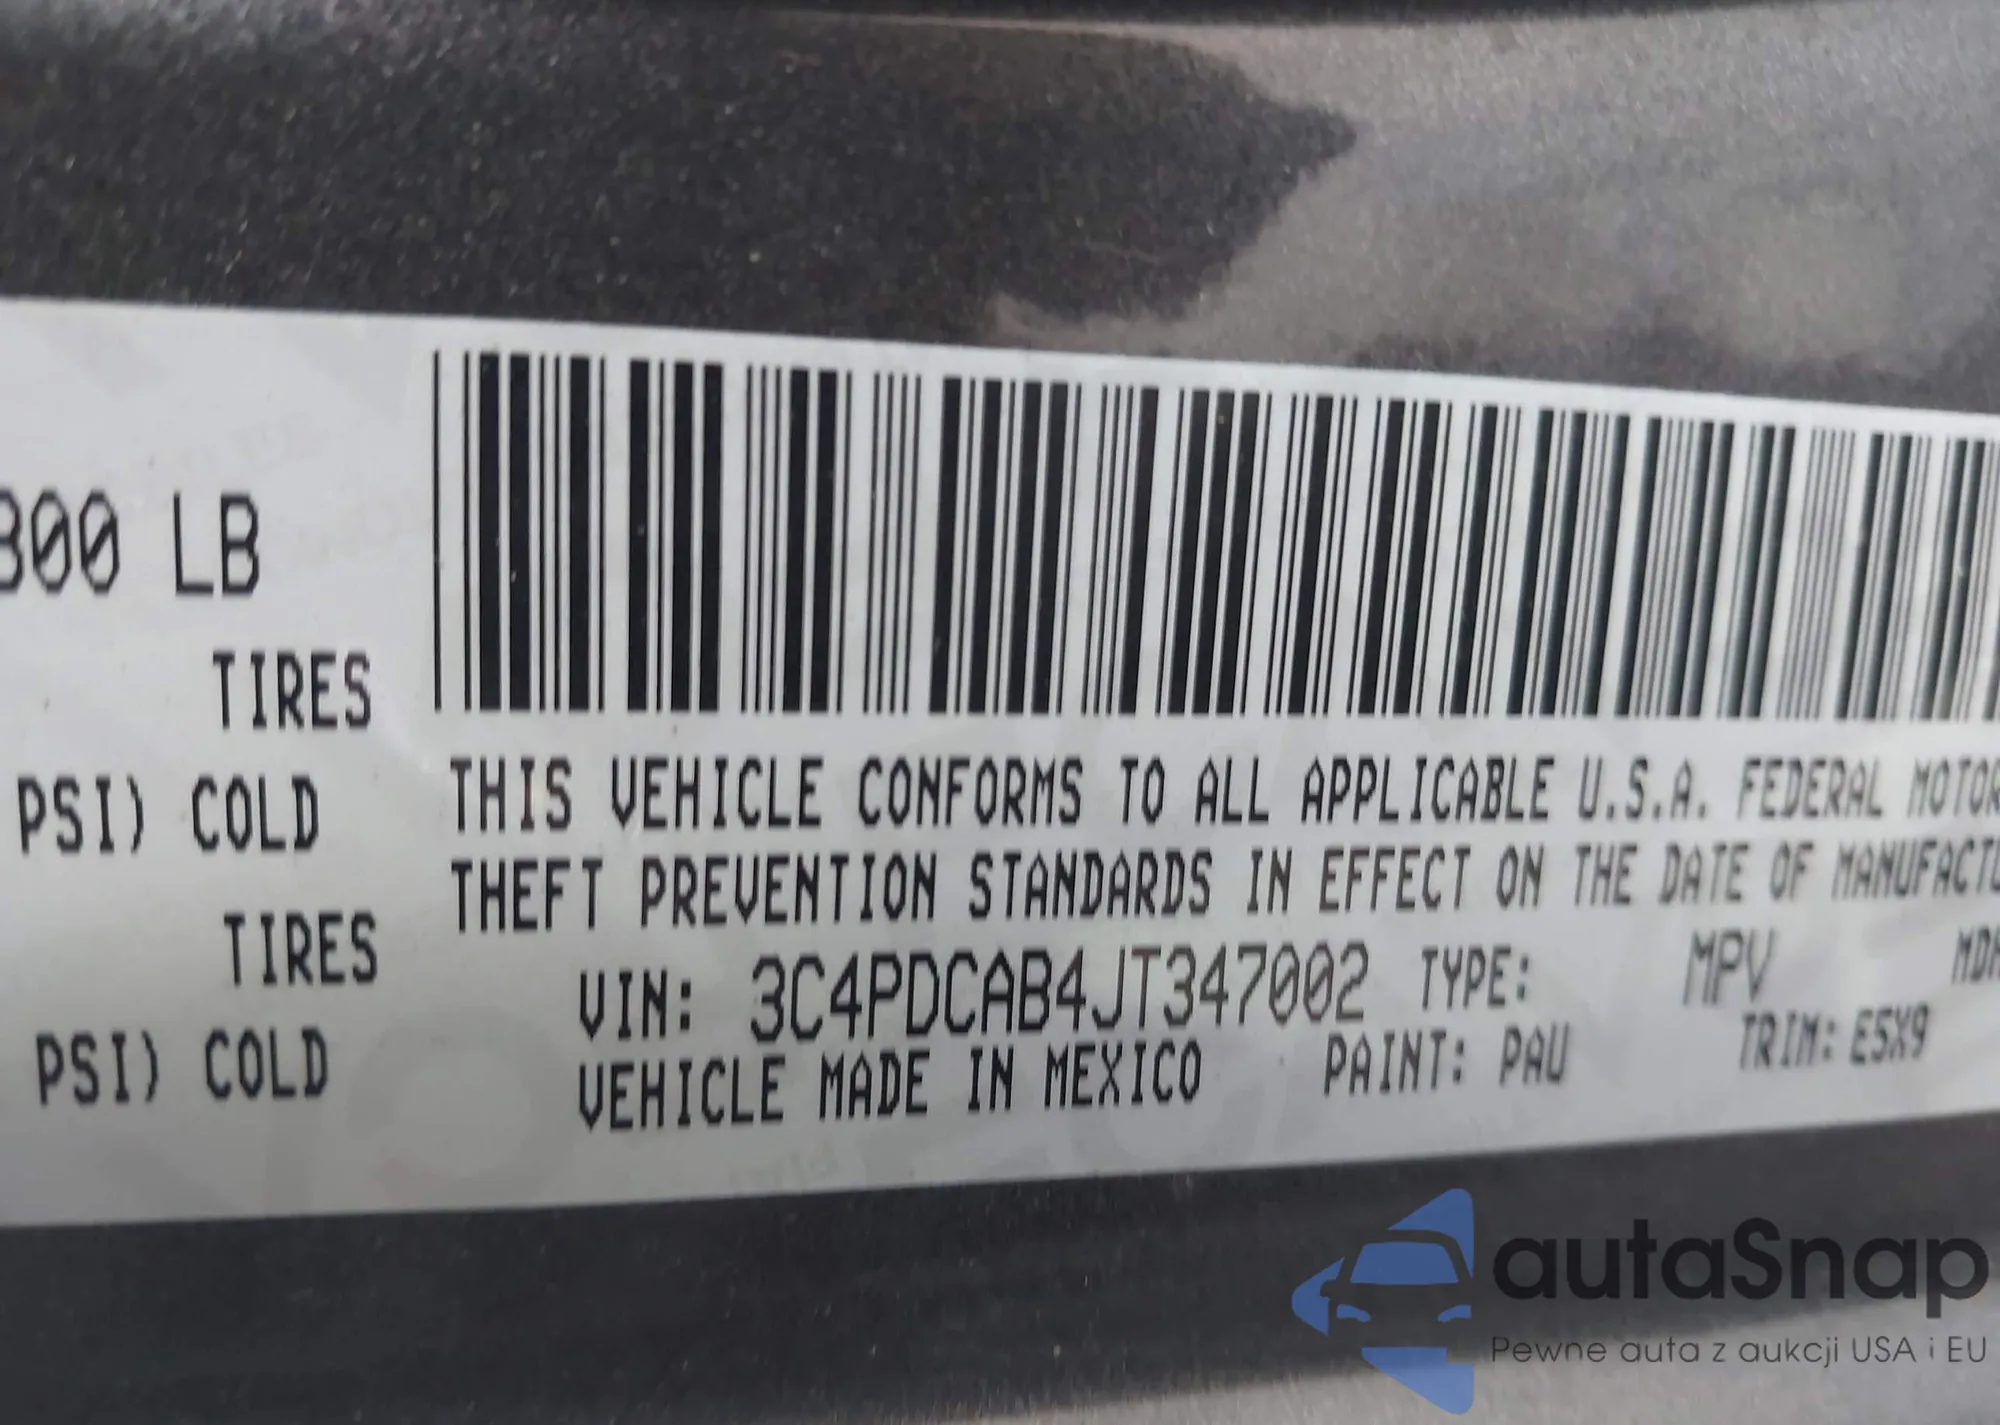 800 LB
TIRES
PSI) COLD
TIRES
PSI) COLD
THIS VEHICLE CONFORMS TO ALL APPLICABLE U.S.A. FEDERAL MOTOR
THEFT PREVENTION STANDARDS IN EFFECT ON THE DATE OF MANUFACTU
VIN: 3C4PDCAB4JT347002 TYPE: MPV
VEHICLE MADE IN MEXICO PAINT: PAU TRIM: E5X9
autaSnap
Pewne auta z aukcji USA i EU